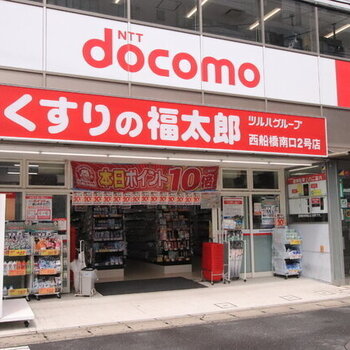 NTT
docomo
くすりの福太郎
ツルハグループ
西船橋南口2号店
本日ポイント10倍